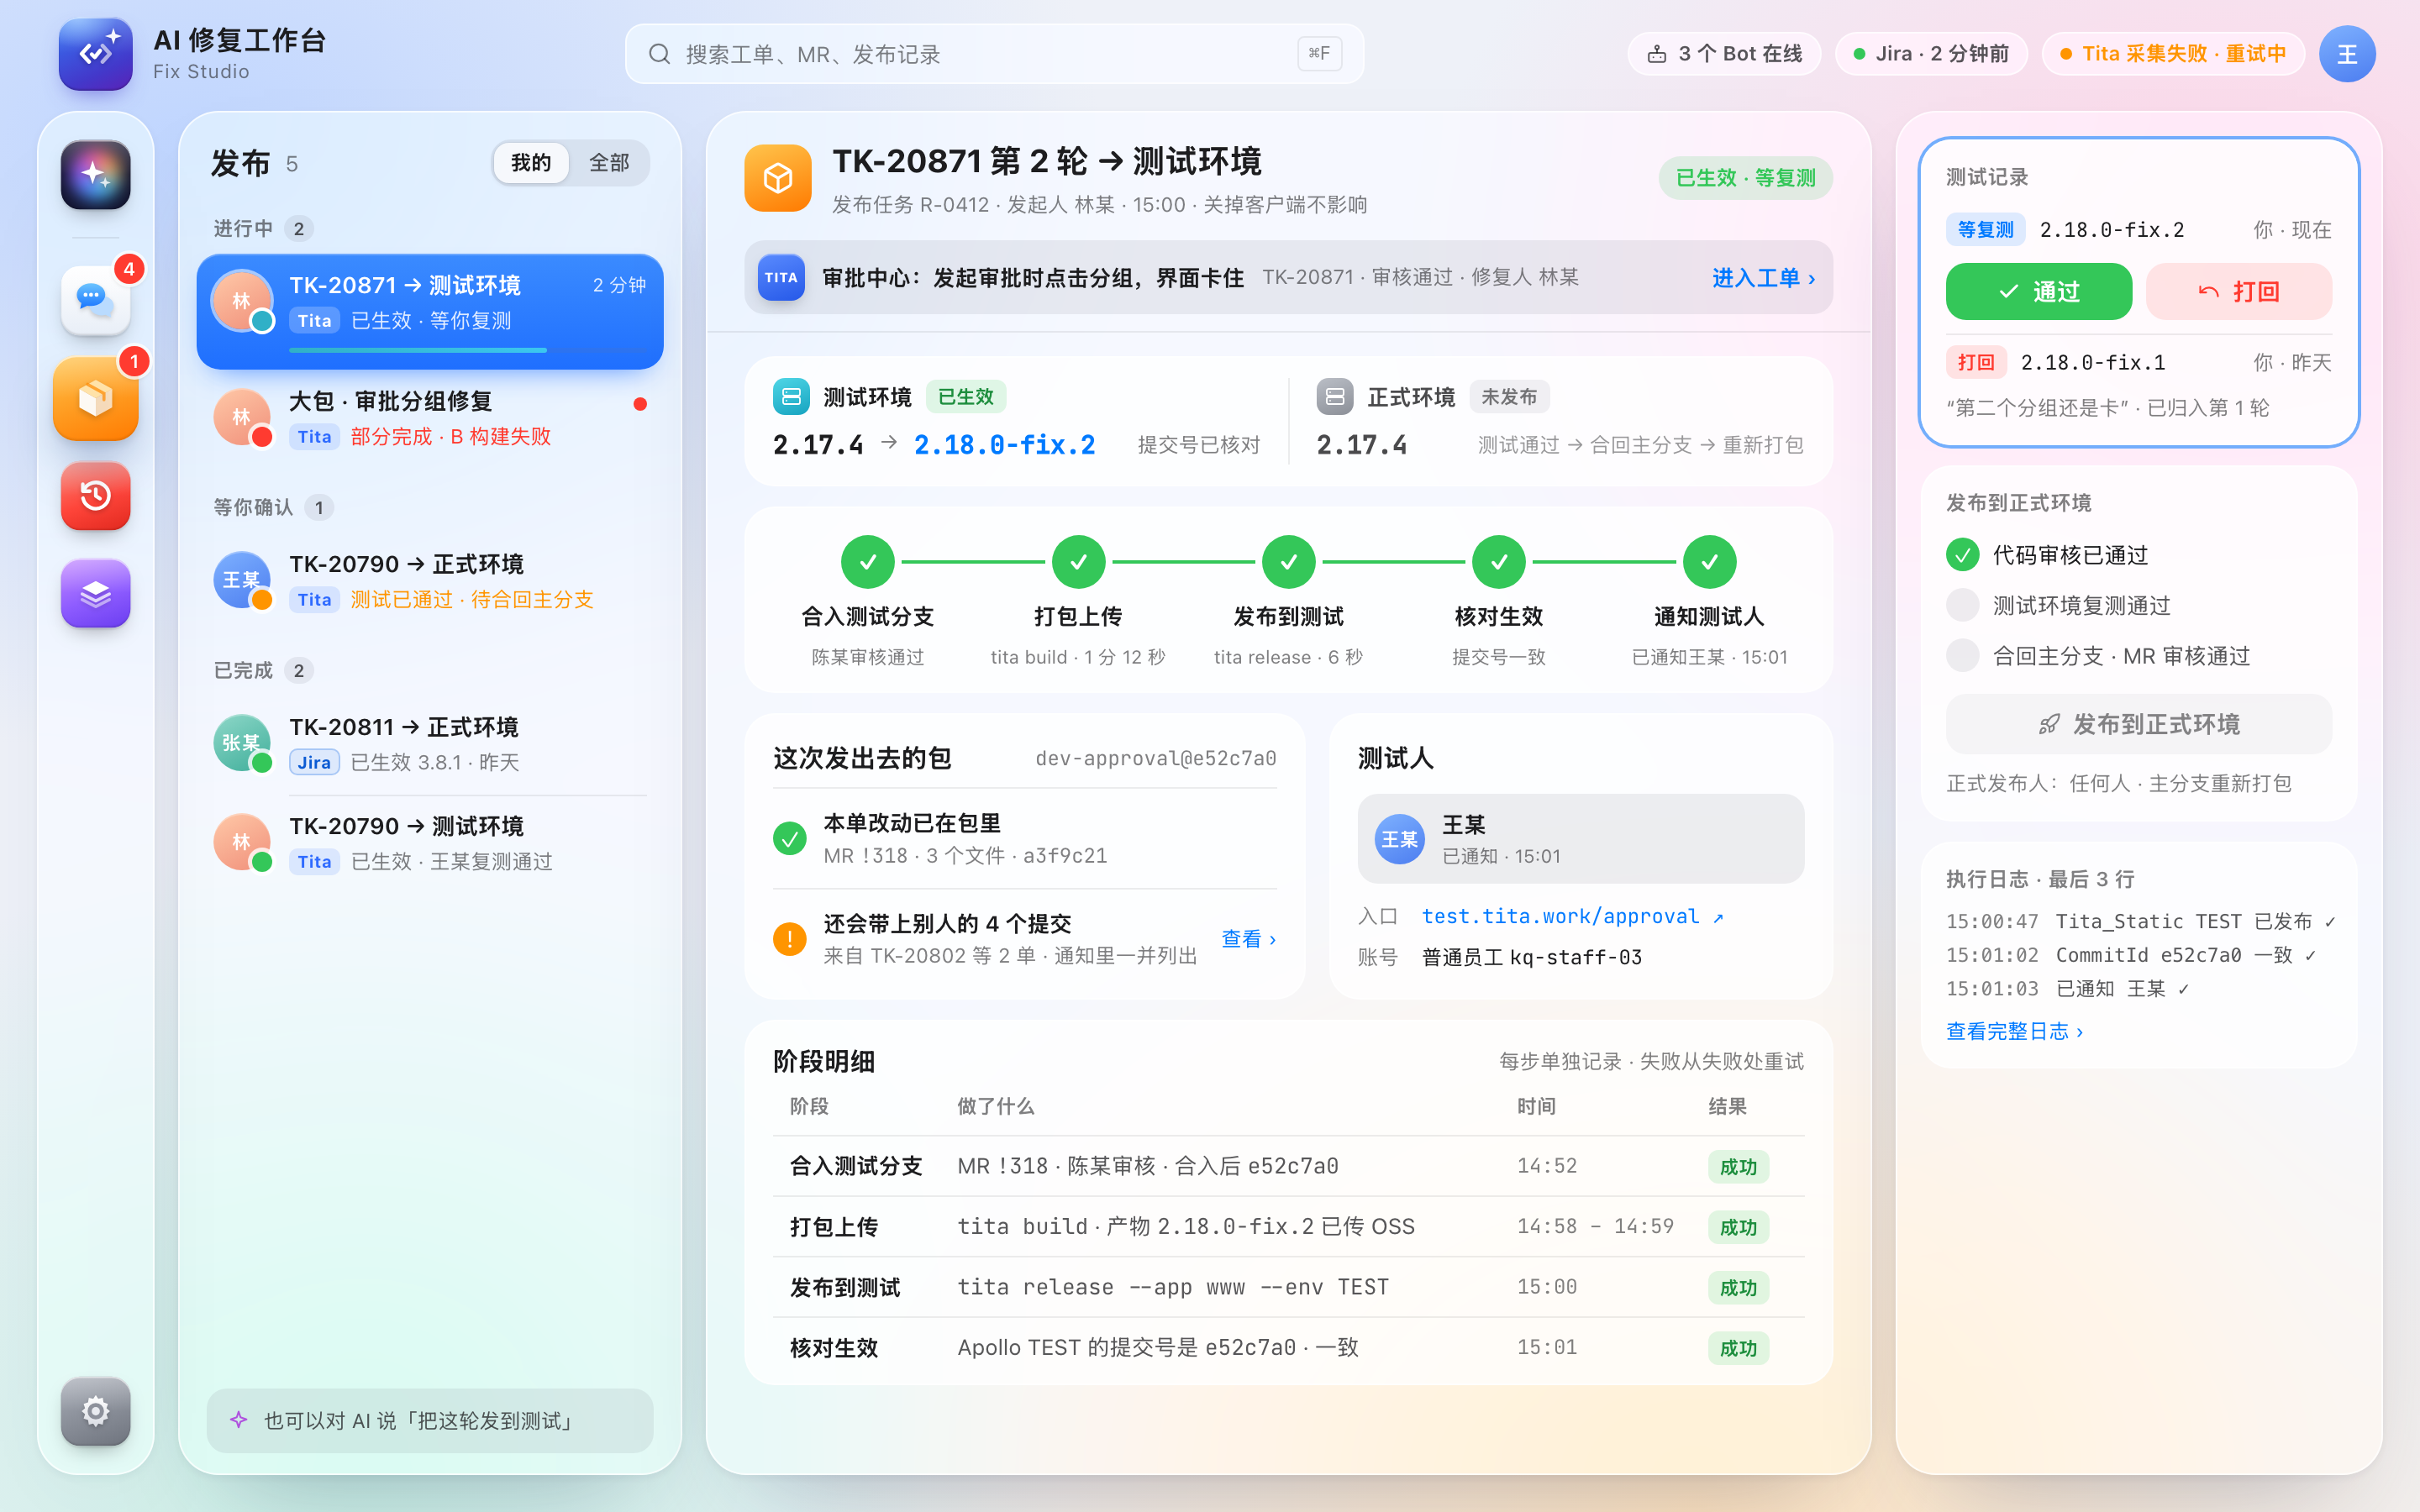 AI 修复工作台
Fix Studio
搜索工单、MR、发布记录
⌘F
3 个 Bot 在线
Jira · 2 分钟前
Tita 采集失败 · 重试中
王
4
1
发布 5
我的 全部
进行中 2
林
TK-20871 → 测试环境 2 分钟
Tita 已生效 · 等你复测
林
大包 · 审批分组修复
Tita 部分完成 · B 构建失败
等你确认 1
王某
TK-20790 → 正式环境
Tita 测试已通过 · 待合回主分支
已完成 2
张某
TK-20811 → 正式环境
Jira 已生效 3.8.1 · 昨天
林
TK-20790 → 测试环境
Tita 已生效 · 王某复测通过
也可以对 AI 说「把这轮发到测试」
TK-20871 第 2 轮 → 测试环境
发布任务 R-0412 · 发起人 林某 · 15:00 · 关掉客户端不影响
已生效 · 等复测
TITA 审批中心：发起审批时点击分组，界面卡住 TK-20871 · 审核通过 · 修复人 林某 进入工单 ›
测试环境 已生效
2.17.4 → 2.18.0-fix.2 提交号已核对
正式环境 未发布
2.17.4 测试通过 → 合回主分支 → 重新打包
合入测试分支 打包上传 发布到测试 核对生效 通知测试人
陈某审核通过 tita build · 1 分 12 秒 tita release · 6 秒 提交号一致 已通知王某 · 15:01
这次发出去的包 dev-approval@e52c7a0
本单改动已在包里
MR !318 · 3 个文件 · a3f9c21
还会带上别人的 4 个提交
来自 TK-20802 等 2 单 · 通知里一并列出
查看 ›
测试人
王某
王某
已通知 · 15:01
入口 test.tita.work/approval ↗
账号 普通员工 kq-staff-03
阶段明细 每步单独记录 · 失败从失败处重试
阶段 做了什么 时间 结果
合入测试分支 MR !318 · 陈某审核 · 合入后 e52c7a0 14:52 成功
打包上传 tita build · 产物 2.18.0-fix.2 已传 OSS 14:58 – 14:59 成功
发布到测试 tita release --app www --env TEST 15:00 成功
核对生效 Apollo TEST 的提交号是 e52c7a0 · 一致 15:01 成功
测试记录
等复测 2.18.0-fix.2 你 · 现在
通过 打回
打回 2.18.0-fix.1 你 · 昨天
“第二个分组还是卡” · 已归入第 1 轮
发布到正式环境
代码审核已通过
测试环境复测通过
合回主分支 · MR 审核通过
发布到正式环境
正式发布人：任何人 · 主分支重新打包
执行日志 · 最后 3 行
15:00:47 Tita_Static TEST 已发布 ✓
15:01:02 CommitId e52c7a0 一致 ✓
15:01:03 已通知 王某 ✓
查看完整日志 ›